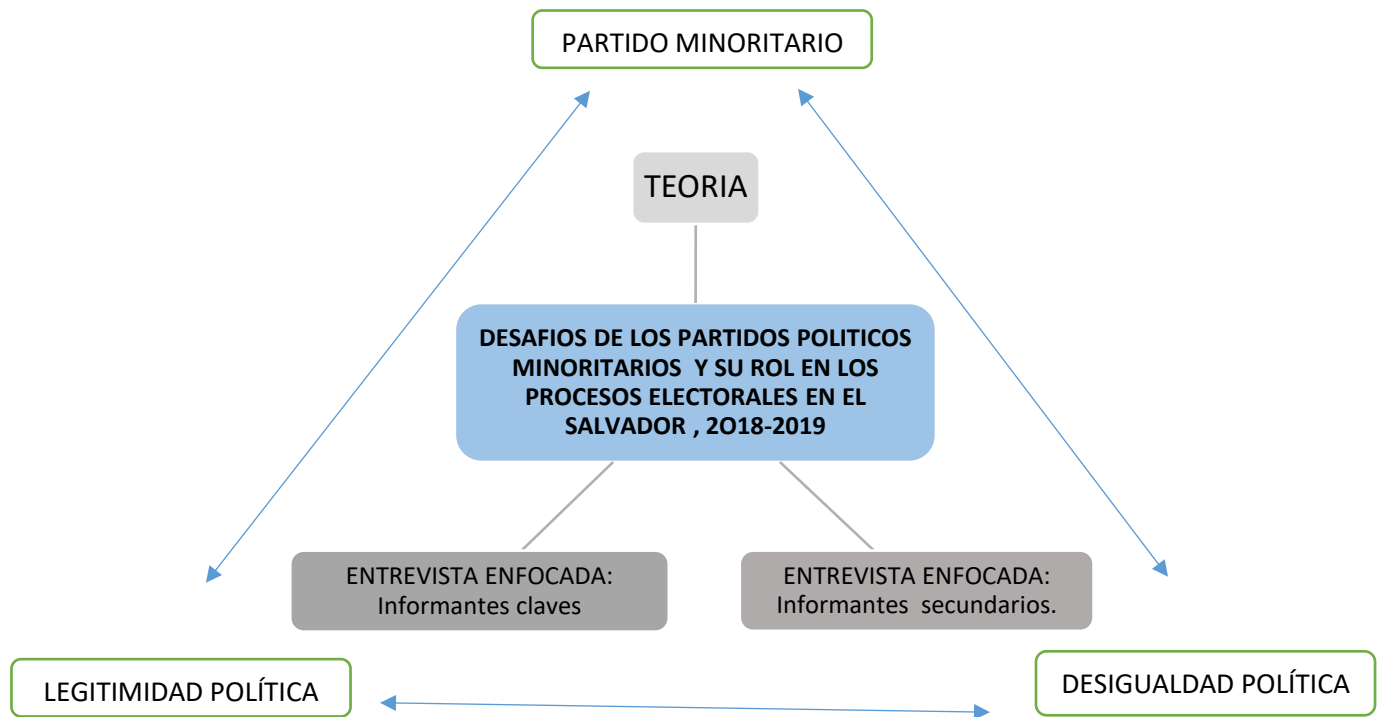 PARTIDO MINORITARIO
TEORIA
DESAFIOS DE LOS PARTIDOS POLITICOS
MINORITARIOS Y SU ROL EN LOS
PROCESOS ELECTORALES EN EL
SALVADOR , 2O18-2019
ENTREVISTA ENFOCADA:
Informantes claves
ENTREVISTA ENFOCADA:
Informantes secundarios.
LEGITIMIDAD POLÍTICA
DESIGUALDAD POLÍTICA